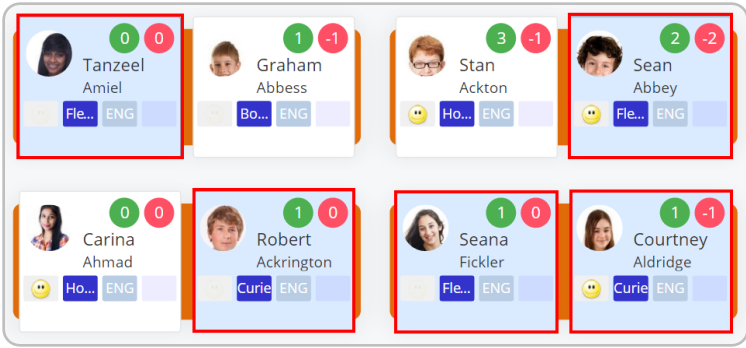 0 0
Tanzeel
Amiel
Fle... ENG
1 -1
Graham
Abbess
Bo... ENG
3 -1
Stan
Ackton
Ho... ENG
2 -2
Sean
Abbey
Fle... ENG
0 0
Carina
Ahmad
Ho... ENG
1 0
Robert
Ackrington
Curie ENG
1 0
Seana
Fickler
Fle... ENG
1 -1
Courtney
Aldridge
Curie ENG